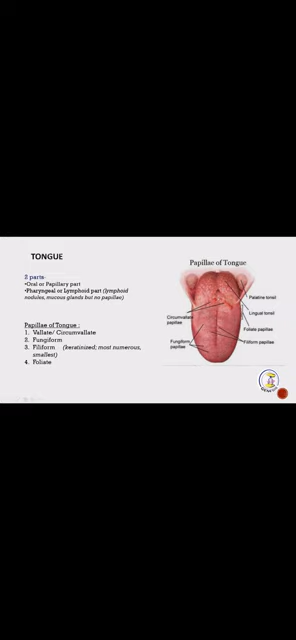 TONGUE
2 parts-
•Oral or Papillary part
•Pharyngeal or Lymphoid part (lymphoid
nodules, mucous glands but no papillae)
Papillae of Tongue:
1. Vallate/ Circumvallate
2. Fungiform
3. Filiform (keratinized; most numerous,
smallest)
4. Foliate
Papillae of Tongue
Palatine tonsil
Lingual tonsil
Circumvallate
papillae
Foliate papillae
Filiform papillae
Fungiform
papillae